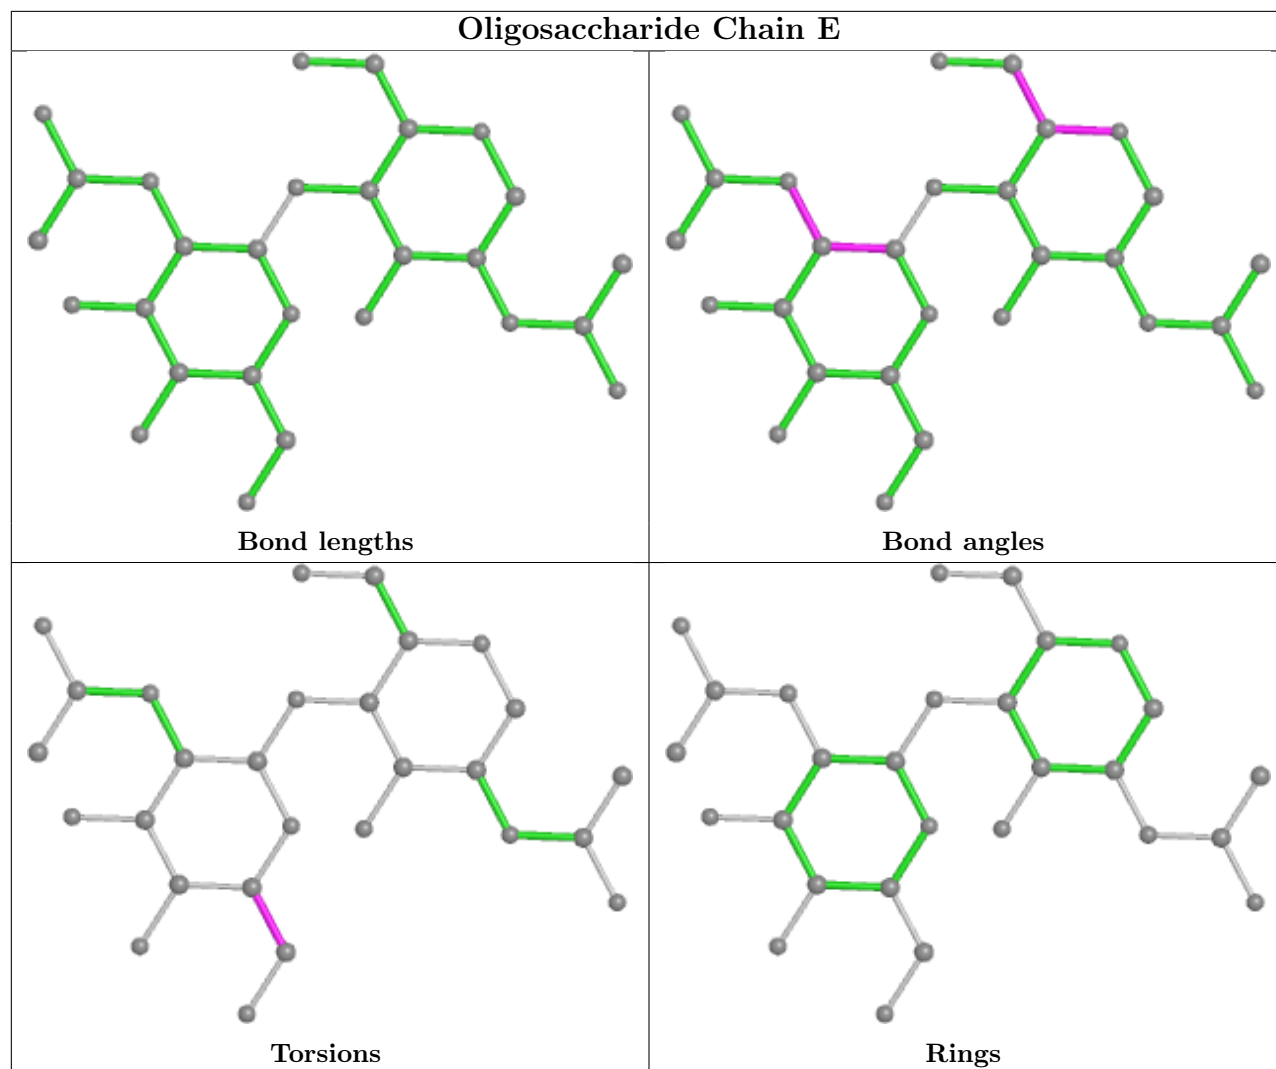 Oligosaccharide Chain E
Bond lengths
Bond angles
Torsions
Rings